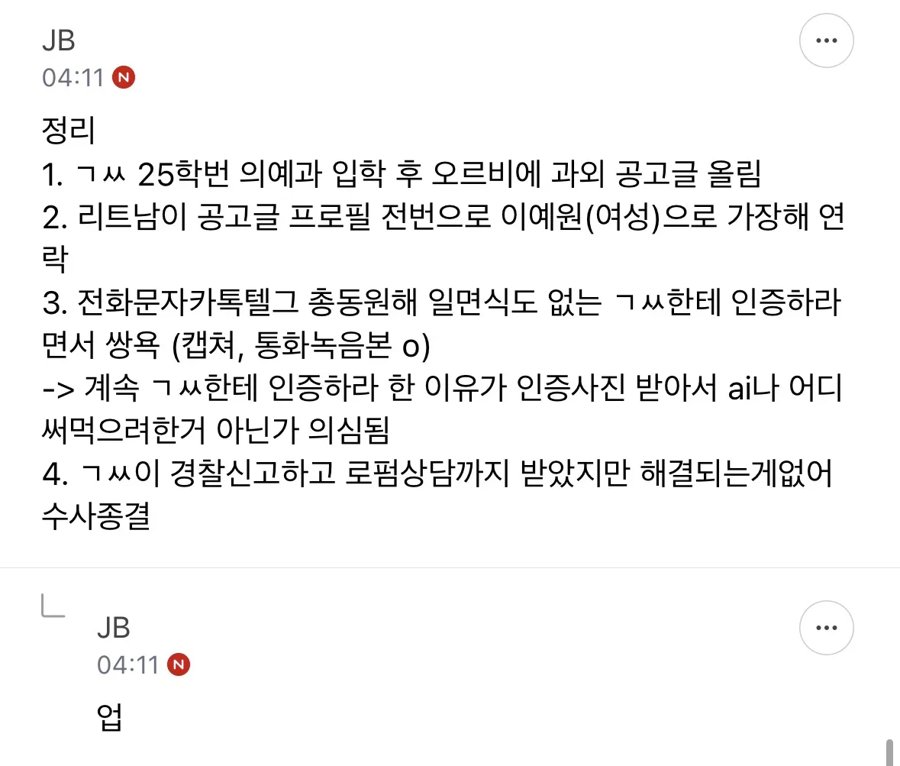 JB
04:11 N
정리
1. ㄱㅆ 25학번 의예과 입학 후 오르비에 과외 공고글 올림
2. 리트남이 공고글 프로필 전번으로 이예원(여성)으로 가장해 연
락
3. 전화문자카톡텔그 총동원해 일면식도 없는 ㄱㅆ한테 인증하라
면서 쌍욕 (캡쳐, 통화녹음본 o)
-> 계속 ㄱㅆ한테 인증하라 한 이유가 인증사진 받아서 ai나 어디
써먹으려한거 아닌가 의심됨
4. ㄱㅆ이 경찰신고하고 로펌상담까지 받았지만 해결되는게없어
수사종결
JB
04:11 N
업